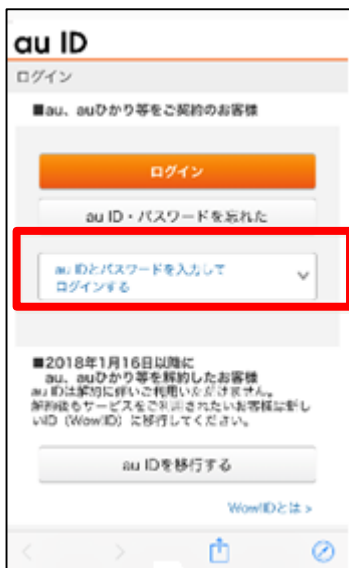 au ID
ログイン
■au、auひかり等をご契約のお客様
ログイン
au ID・パスワードを忘れた
au IDとパスワードを入力して
ログインする
■2018年1月16日以降に
au、auひかり等を解約したお客様
au IDは解約に伴いご利用いただけません。
解約後もサービスをご利用されたいお客様は新し
いID（Wow!ID）に移行してください。
au IDを移行する
Wow!IDとは >